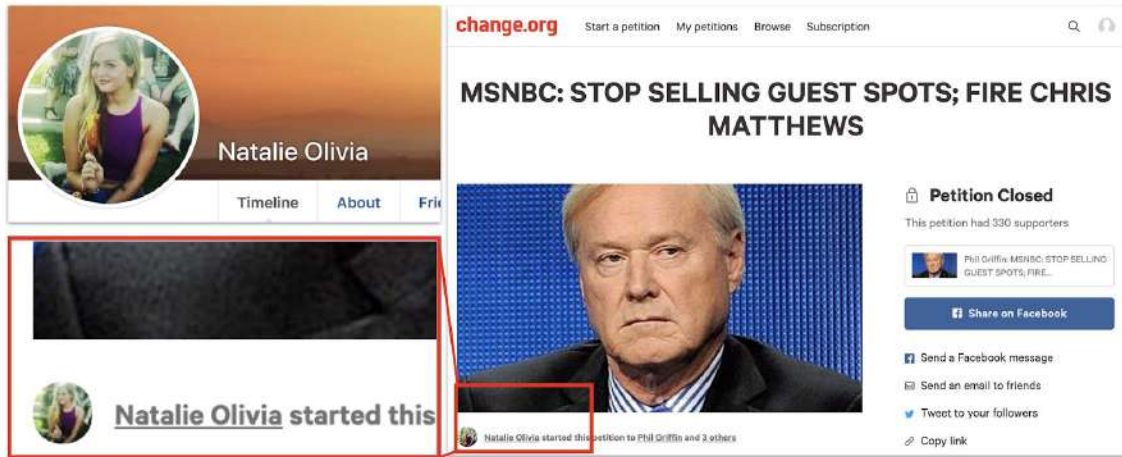 Natalie Olivia
Timeline About
Natalie Olivia started this
change.org Start a petition My petitions Browse Subscription
MSNBC: STOP SELLING GUEST SPOTS; FIRE CHRIS
MATTHEWS
Petition Closed
This petition had 330 supporters
Phil Griffin: MSNBC: STOP SELLING
GUEST SPOTS; FIRE...
Share on Facebook
Send a Facebook message
Send an email to friends
Tweet to your followers
Copy link
Natalie Olivia started this petition to Phil Griffin and 3 others